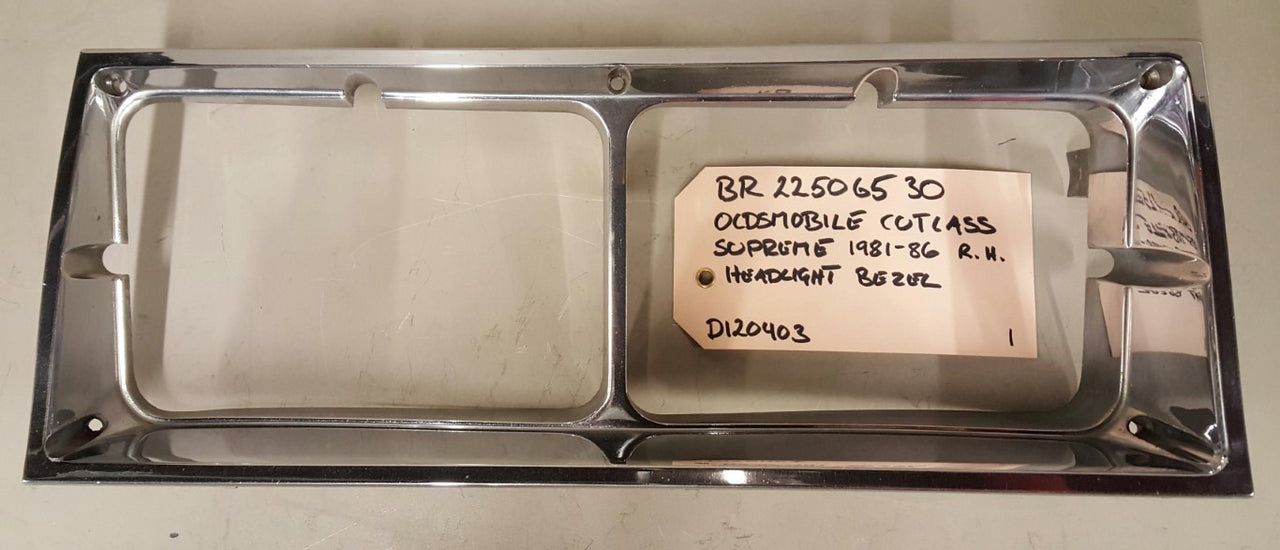 BR 22506530
OLDSMOBILE CUTLASS
SUPREME 1981-86 R.H.
HEADLIGHT BEZEL
D120403 1